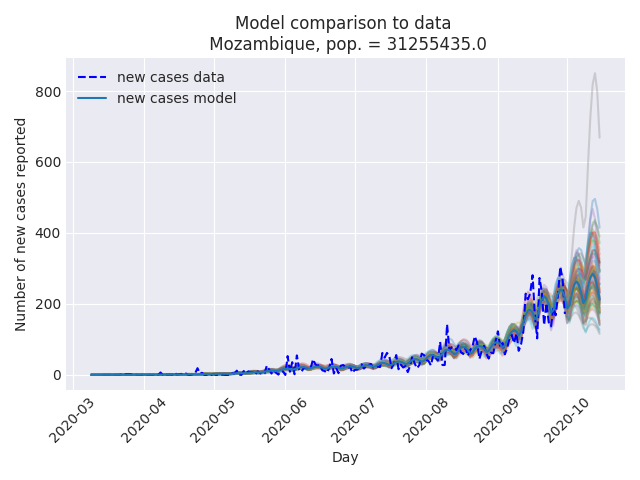 Model comparison to data
Mozambique, pop. = 31255435.0
new cases data
new cases model
Number of new cases reported
800
600
400
200
0
2020-03
2020-04
2020-05
2020-06
2020-07
2020-08
2020-09
2020-10
Day